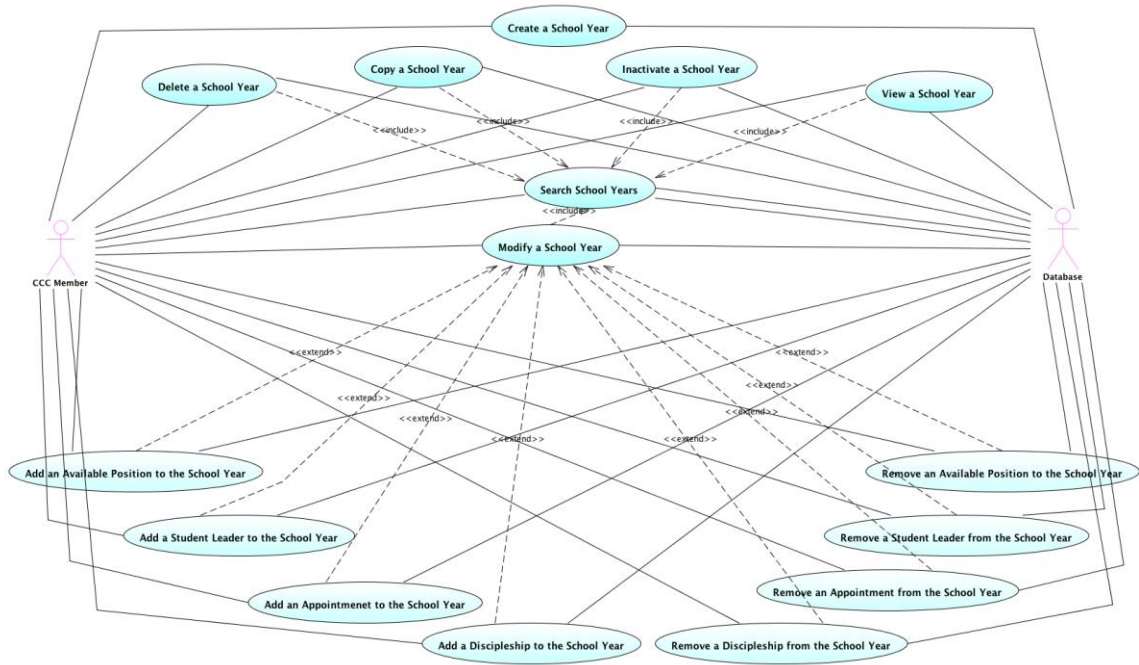 Create a School Year
Copy a School Year
Inactivate a School Year
Delete a School Year
View a School Year
<<include>>
<<include>>
<<include>>
<<include>>
Search School Years
<<include>>
Modify a School Year
CCC Member
Database
<<extend>>
<<extend>>
<<extend>>
<<extend>>
<<extend>>
<<extend>>
<<extend>>
<<extend>>
Add an Available Position to the School Year
Remove an Available Position to the School Year
Add a Student Leader to the School Year
Remove a Student Leader from the School Year
Add an Appointmenet to the School Year
Remove an Appointment from the School Year
Add a Discipleship to the School Year
Remove a Discipleship from the School Year